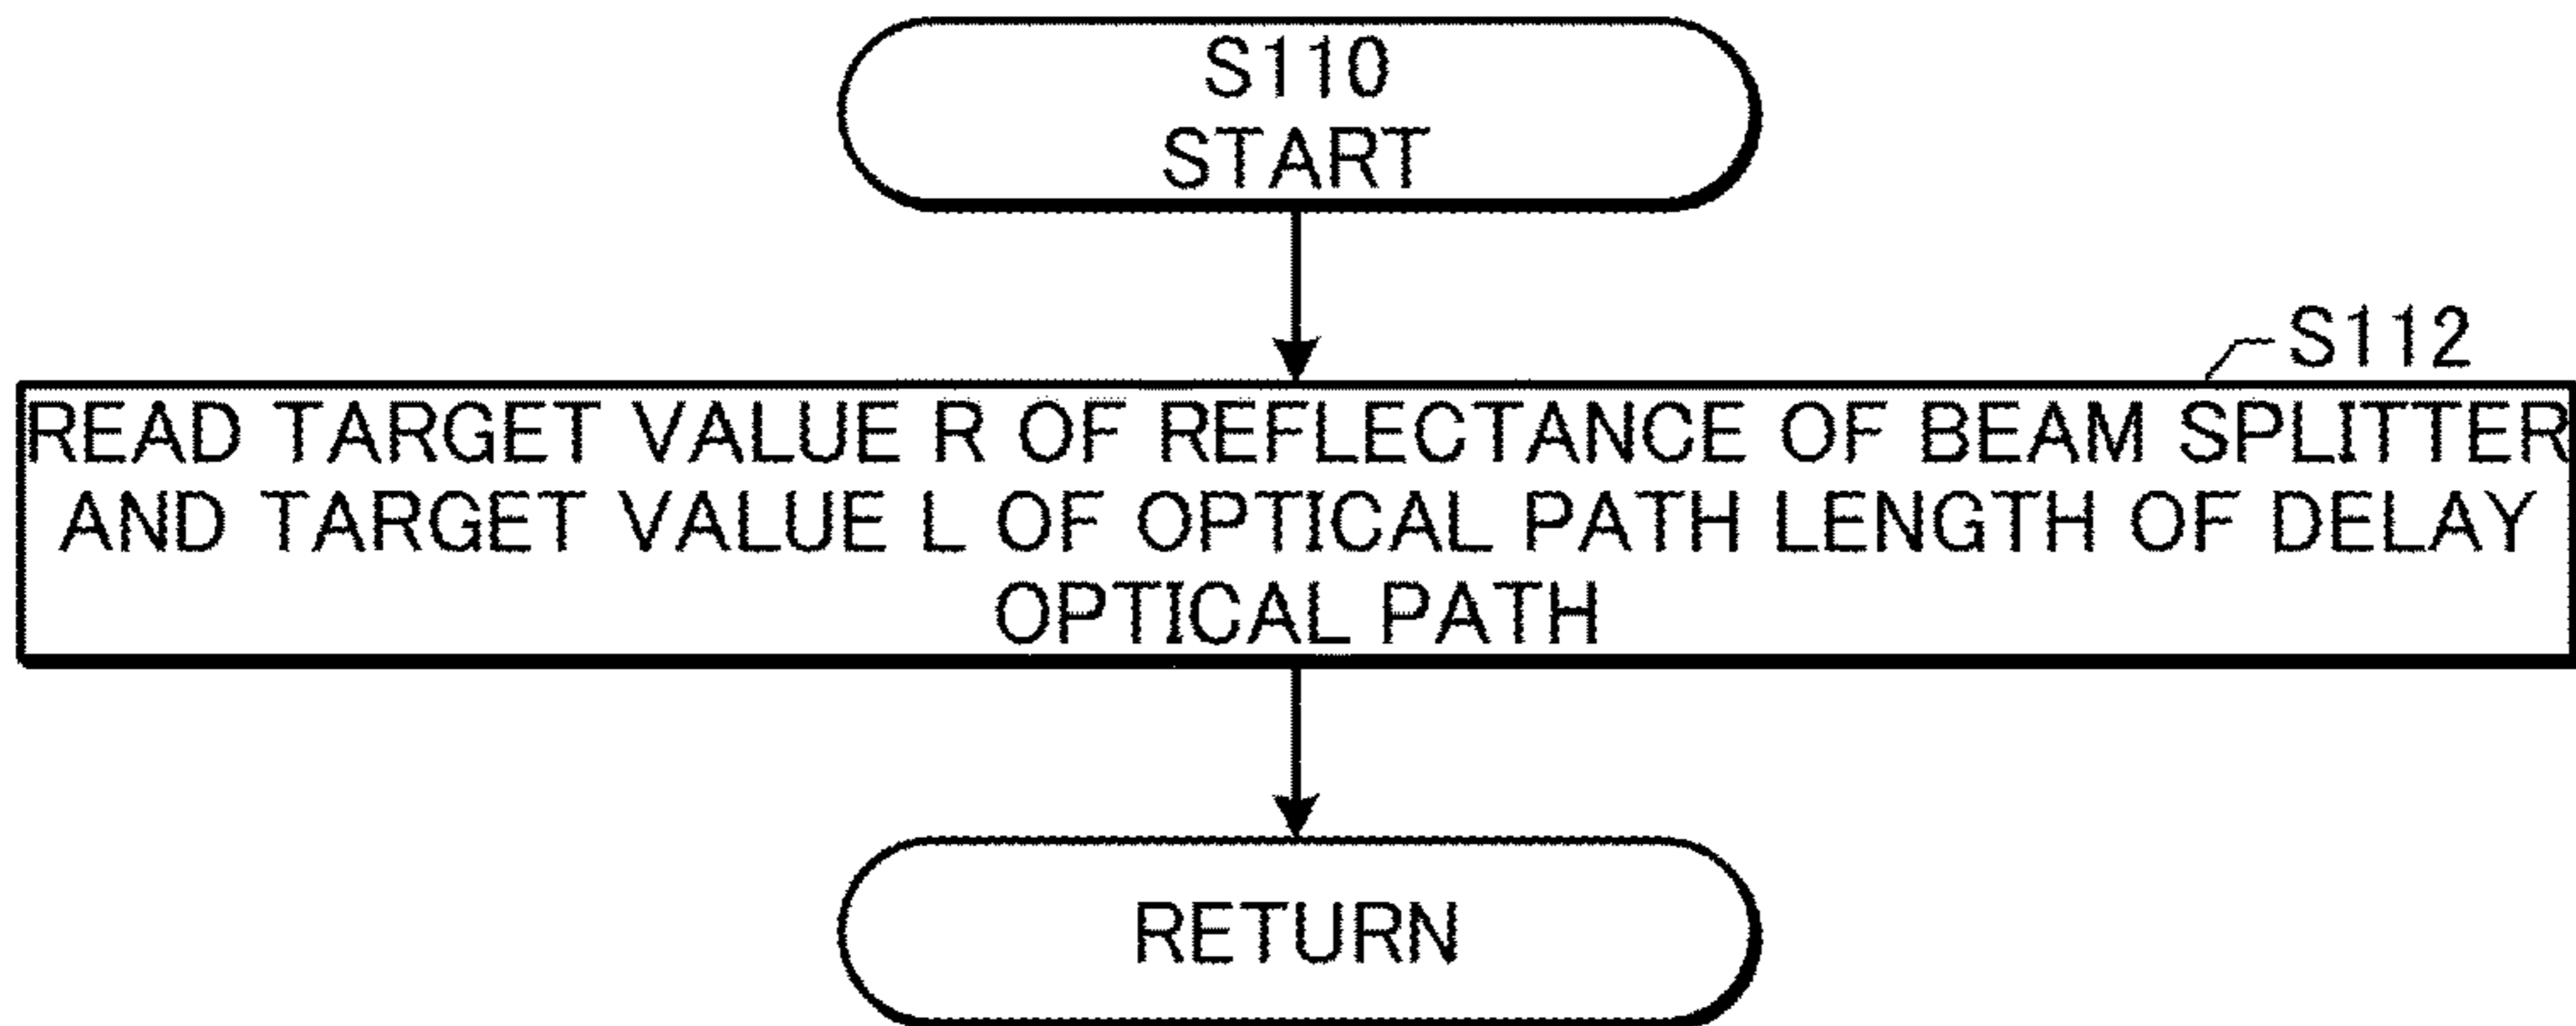 S110
START
S112
READ TARGET VALUE R OF REFLECTANCE OF BEAM SPLITTER
AND TARGET VALUE L OF OPTICAL PATH LENGTH OF DELAY
OPTICAL PATH
RETURN